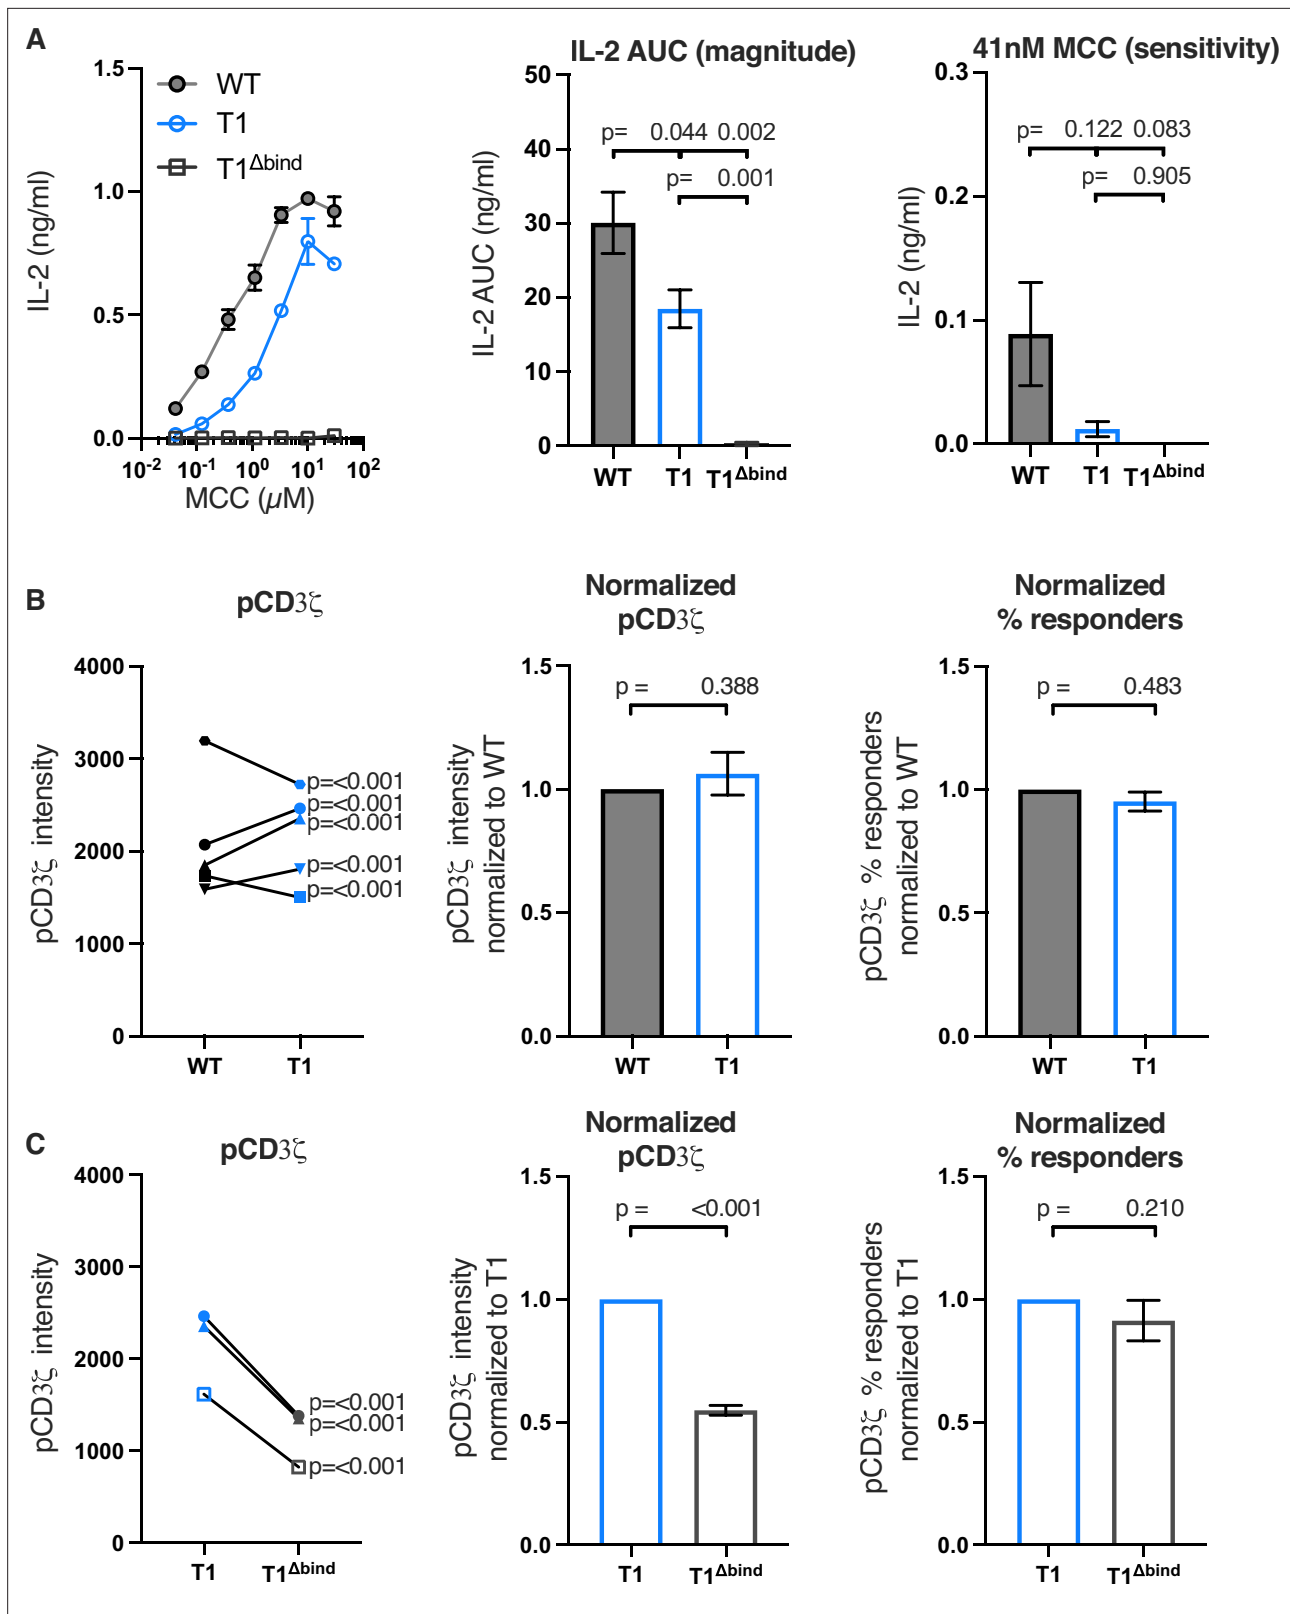 A
IL-2 (ng/ml)
1.5
1.0
0.5
0.0
WT
T1
T1Δbind
10-2 10-1 100 101 102
MCC (µM)
IL-2 AUC (magnitude)
IL-2 AUC (ng/ml)
50
40
30
20
10
0
p= 0.044 0.002
p= 0.001
WT T1 T1Δbind
41nM MCC (sensitivity)
IL-2 (ng/ml)
0.3
0.2
0.1
0.0
p= 0.122 0.083
p= 0.905
WT T1 T1Δbind
B
pCD3ζ
pCD3ζ intensity
4000
3000
2000
1000
0
p=<0.001
p=<0.001
p=<0.001
p=<0.001
p=<0.001
WT T1
Normalized
pCD3ζ
pCD3ζ intensity
normalized to WT
1.5
1.0
0.5
0.0
p = 0.388
WT T1
Normalized
% responders
pCD3ζ % responders
normalized to WT
1.5
1.0
0.5
0.0
p = 0.483
WT T1
C
pCD3ζ
pCD3ζ intensity
4000
3000
2000
1000
0
p=<0.001
p=<0.001
p=<0.001
T1 T1Δbind
Normalized
pCD3ζ
pCD3ζ intensity
normalized to T1
1.5
1.0
0.5
0.0
p = <0.001
T1 T1Δbind
Normalized
% responders
pCD3ζ % responders
normalized to T1
1.5
1.0
0.5
0.0
p = 0.210
T1 T1Δbind